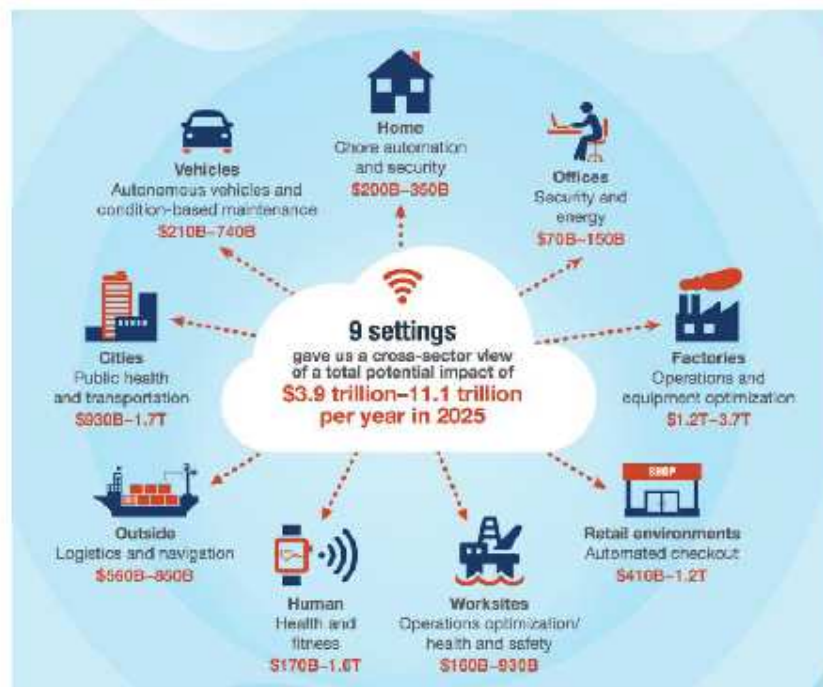 Home
Chore automation
and security
$200B–350B
Vehicles
Autonomous vehicles and
condition-based maintenance
$210B–740B
Offices
Security and
energy
$70B–150B
9 settings
gave us a cross-sector view
of a total potential impact of
$3.9 trillion–11.1 trillion
per year in 2025
Cities
Public health
and transportation
$930B–1.7T
Factories
Operations and
equipment optimization
$1.2T–3.7T
Outside
Logistics and navigation
$560B–850B
SHOP
Retail environments
Automated checkout
$410B–1.2T
Human
Health and
fitness
$170B–1.6T
Worksites
Operations optimization/
health and safety
$160B–930B